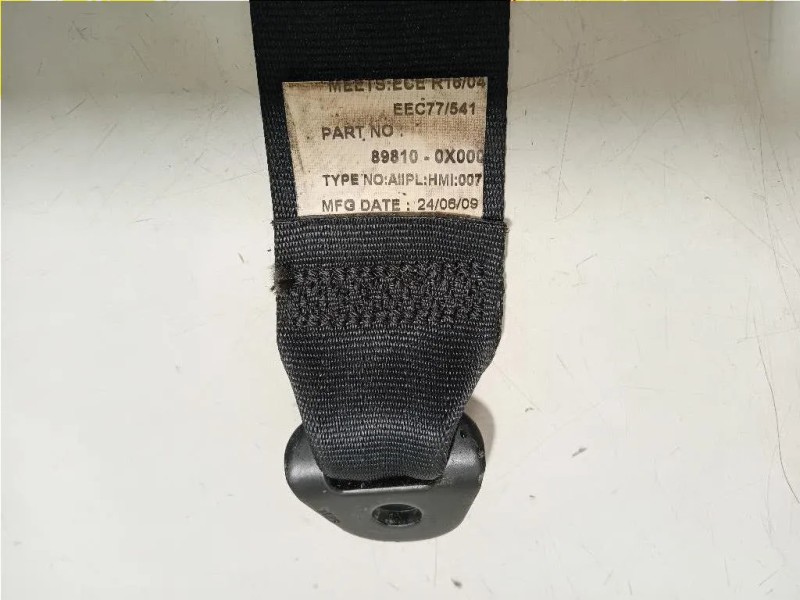 MEETS:ECE R16/04
EEC77/541
PART NO :
89810 - 0X000
TYPE NO:AIIPL:HMI:007
MFG DATE : 24/06/09